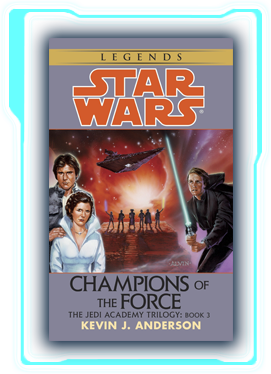 LEGENDS
STAR
WARS®
CHAMPIONS OF
THE FORCE
THE JEDI ACADEMY TRILOGY: BOOK 3
KEVIN J. ANDERSON